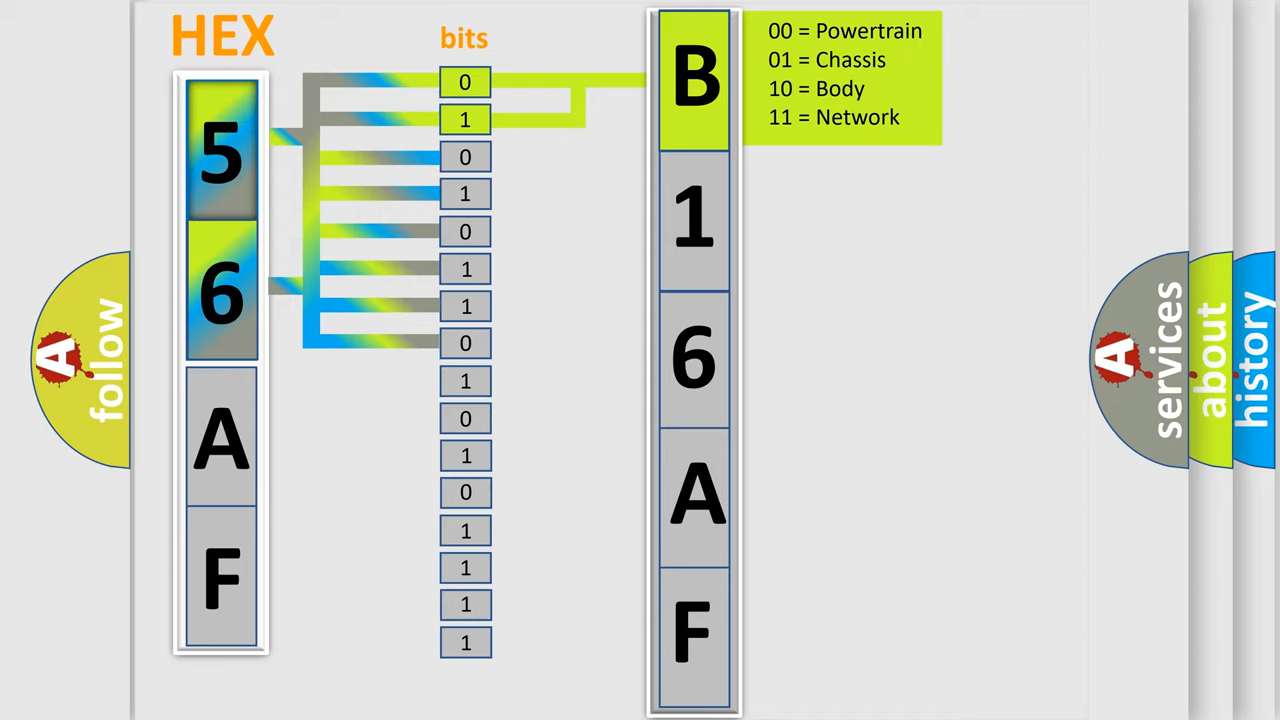 HEX
bits
5
6
A
F
0
1
0
1
0
1
1
0
1
0
1
0
1
1
1
1
B
1
6
A
F
00 = Powertrain
01 = Chassis
10 = Body
11 = Network
A
follow
A
services
about
history